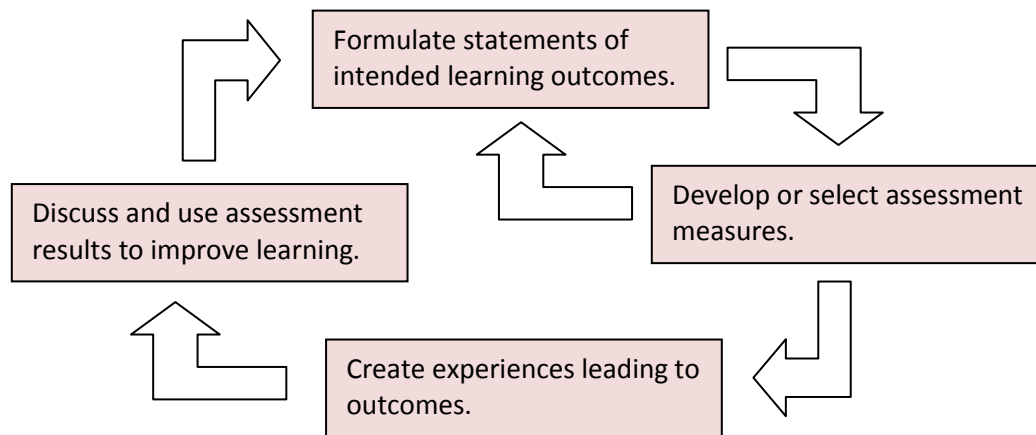 Formulate statements of
intended learning outcomes.
Develop or select assessment
measures.
Discuss and use assessment
results to improve learning.
Create experiences leading to
outcomes.